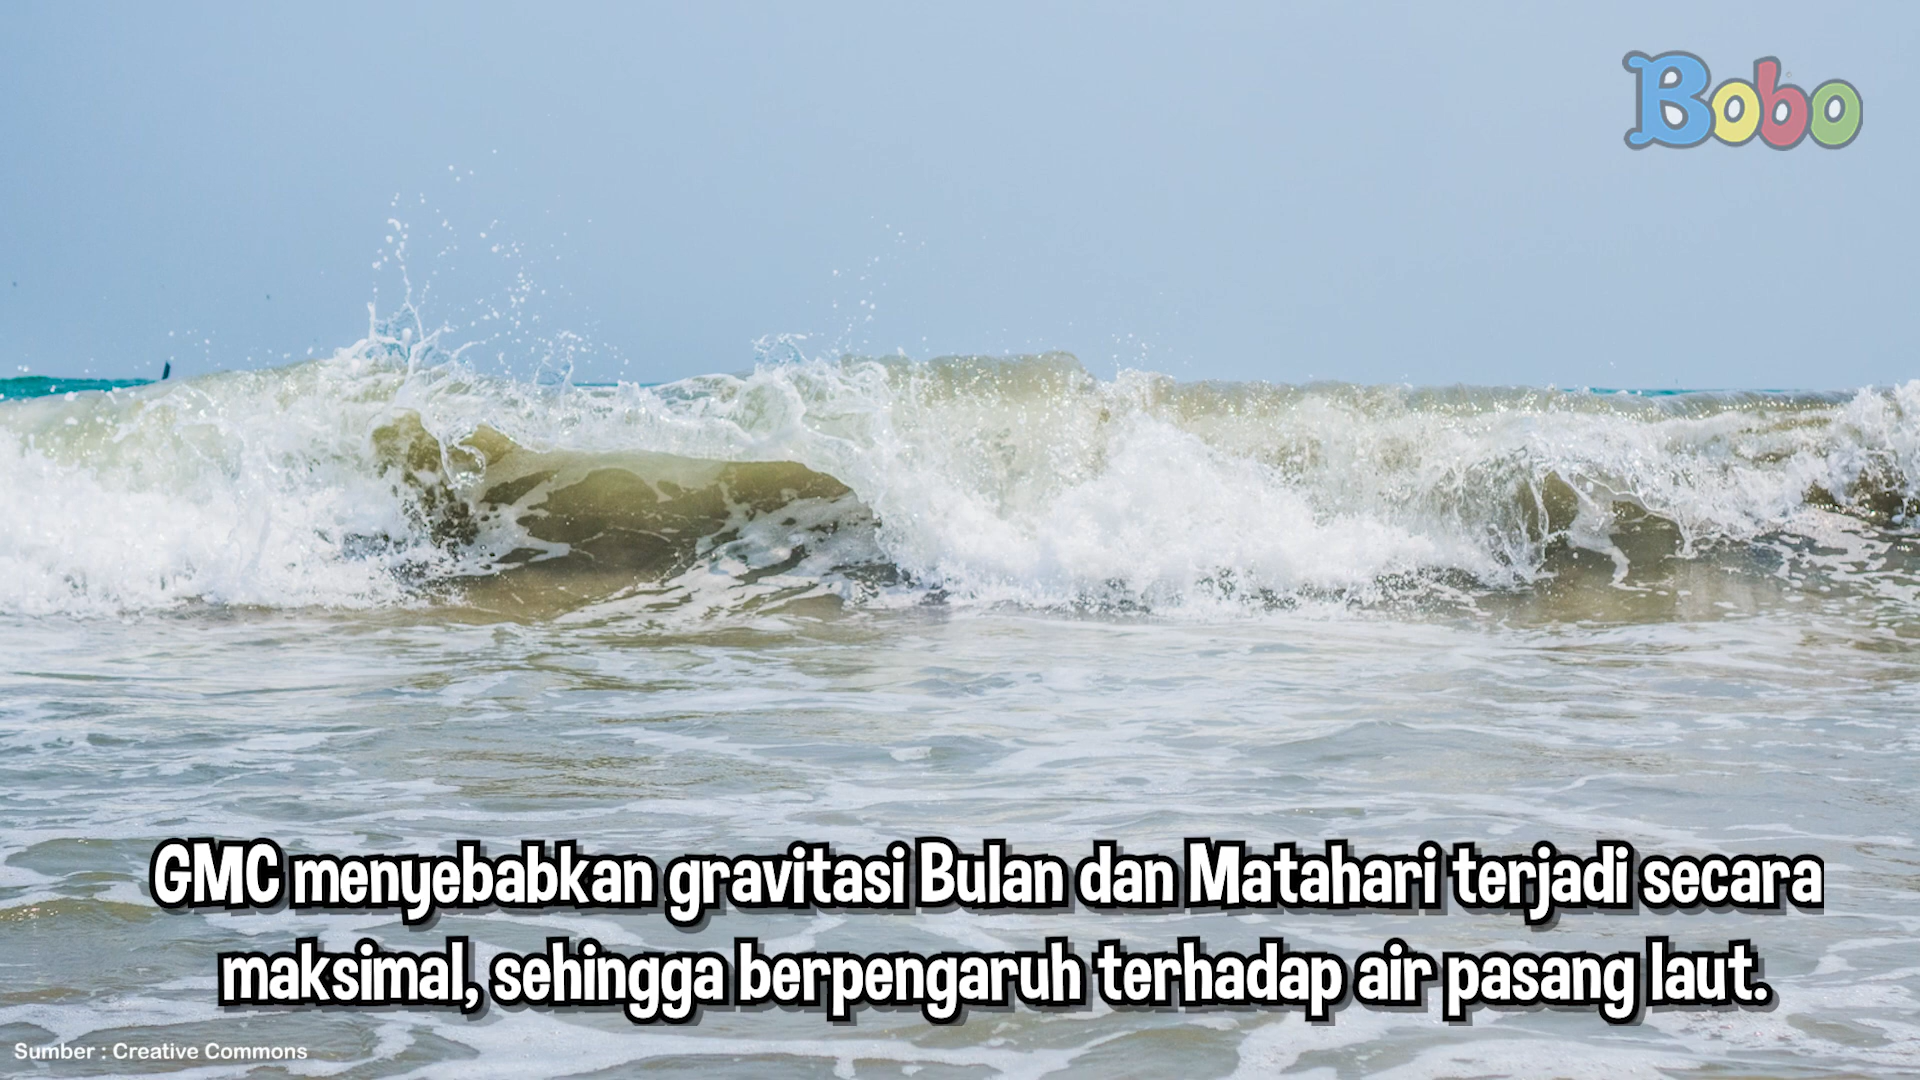 Bobo
GMC menyebabkan gravitasi Bulan dan Matahari terjadi secara
maksimal, sehingga berpengaruh terhadap air pasang laut.
Sumber : Creative Commons